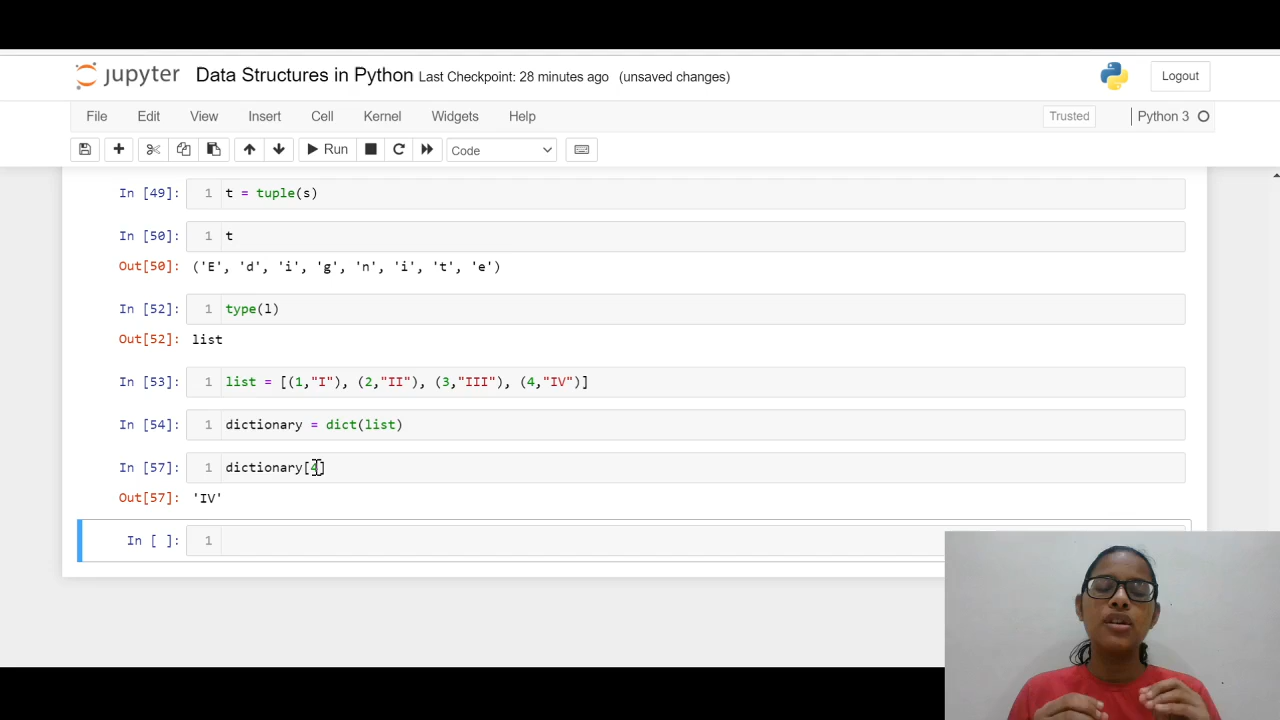 jupyter Data Structures in Python Last Checkpoint: 28 minutes ago (unsaved changes) Logout
File Edit View Insert Cell Kernel Widgets Help Trusted Python 3
Run Code
In [49]: 1 t = tuple(s)
In [50]: 1 t
Out[50]: ('E', 'd', 'i', 'g', 'n', 'i', 't', 'e')
In [52]: 1 type(l)
Out[52]: list
In [53]: 1 list = [(1,"I"), (2,"II"), (3,"III"), (4,"IV")]
In [54]: 1 dictionary = dict(list)
In [57]: 1 dictionary[4]
Out[57]: 'IV'
In [ ]: 1